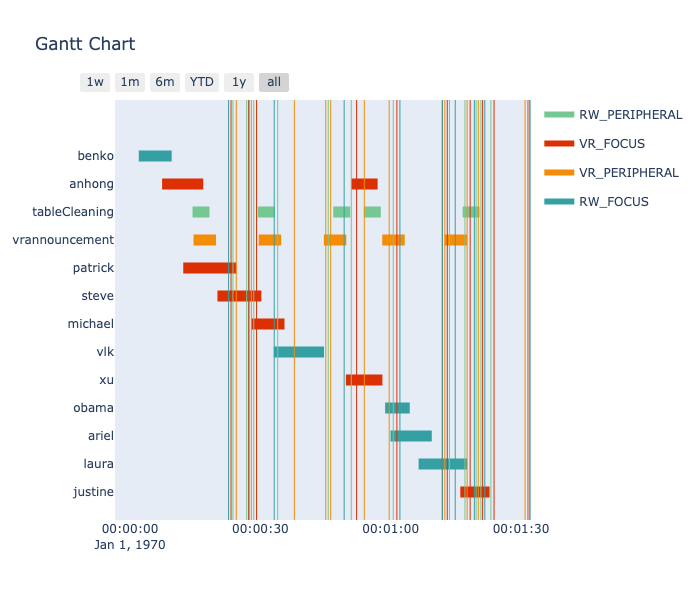 Gantt Chart
1w 1m 6m YTD 1y all
RW_PERIPHERAL
VR_FOCUS
VR_PERIPHERAL
RW_FOCUS
benko
anhong
tableCleaning
vrannouncement
patrick
steve
michael
vlk
xu
obama
ariel
laura
justine
00:00:00 00:00:30 00:01:00 00:01:30
Jan 1, 1970